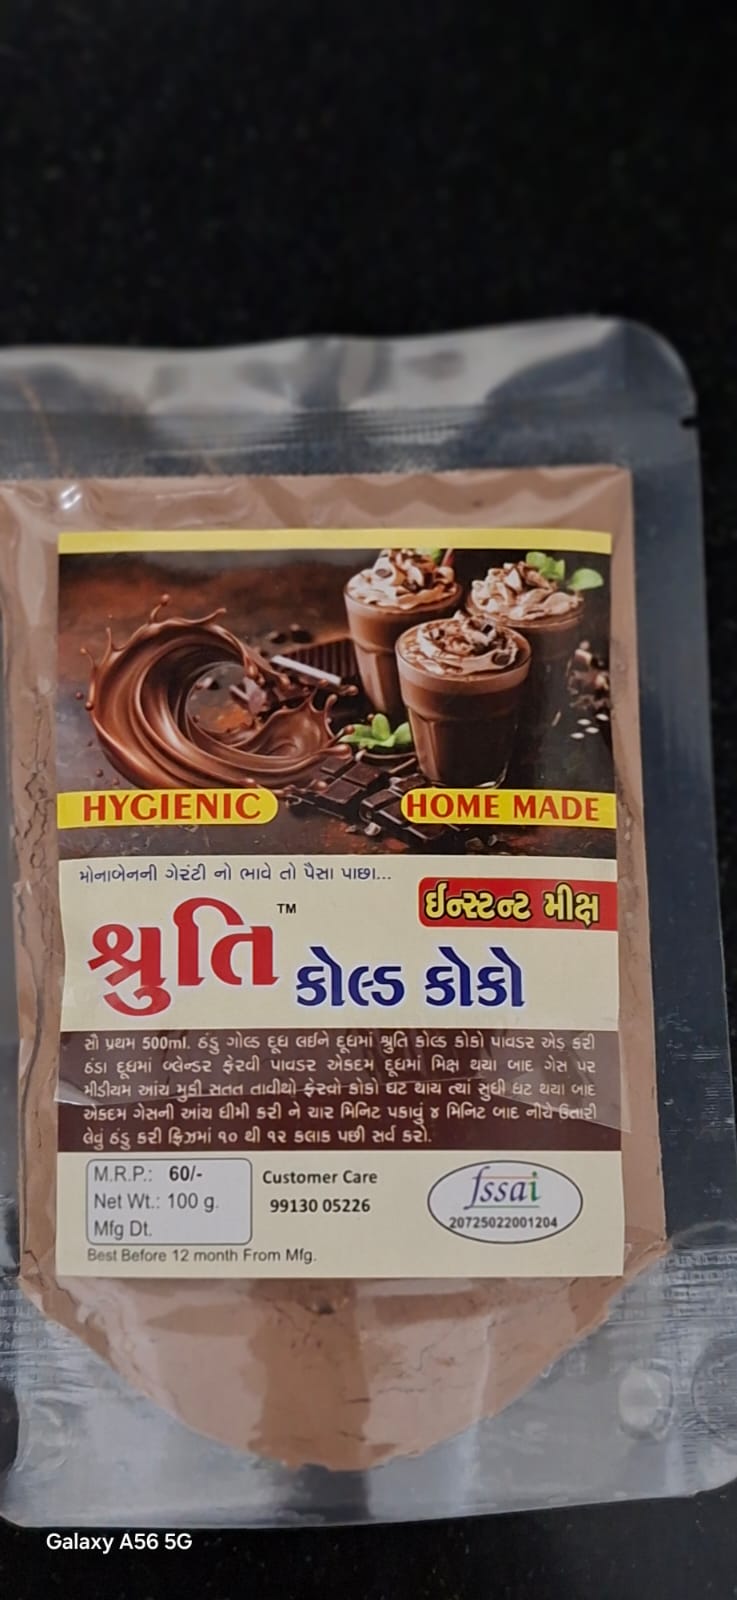 HYGIENIC
HOME MADE
મોનાબેનની ગેરંટી નો ભાવે તો પૈસા પાછા...
ઈન્સ્ટન્ટ મીક્ષ
શ્રુતિ TM
કોલ્ડ કોકો
સૌ પ્રથમ 500ml. ઠંડુ ગોલ્ડ દૂધ લઈને દૂધમાં શ્રુતિ કોલ્ડ કોકો પાવડર એડ કરી
ઠંડા દૂધમાં બ્લેન્ડર ફેરવી પાવડર એકદમ દૂધમાં મિક્ષ થયા બાદ ગેસ પર
મીડીયમ આંચ મુકી સતત તાવીથો ફેરવો કોકો ઘટ થાય ત્યાં સુધી ઘટ થયા બાદ
એકદમ ગેસની આંચ ધીમી કરી ને ચાર મિનિટ પકાવું ૪ મિનિટ બાદ નીચે ઉતારી
લેવું ઠંડુ કરી ફ્રિઝમાં ૧૦ થી ૧૨ કલાક પછી સર્વ કરો.
M.R.P.: 60/-
Net Wt.: 100 g.
Mfg Dt.
Customer Care
99130 05226
fssai
20725022001204
Best Before 12 month From Mfg.
Galaxy A56 5G